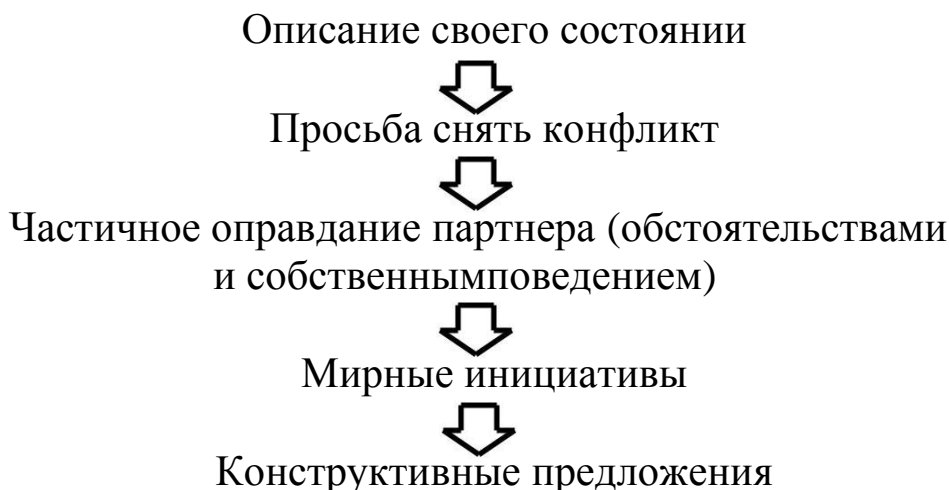 Описание своего состоянии
Просьба снять конфликт
Частичное оправдание партнера (обстоятельствами
и собственнымповедением)
Мирные инициативы
Конструктивные предложения